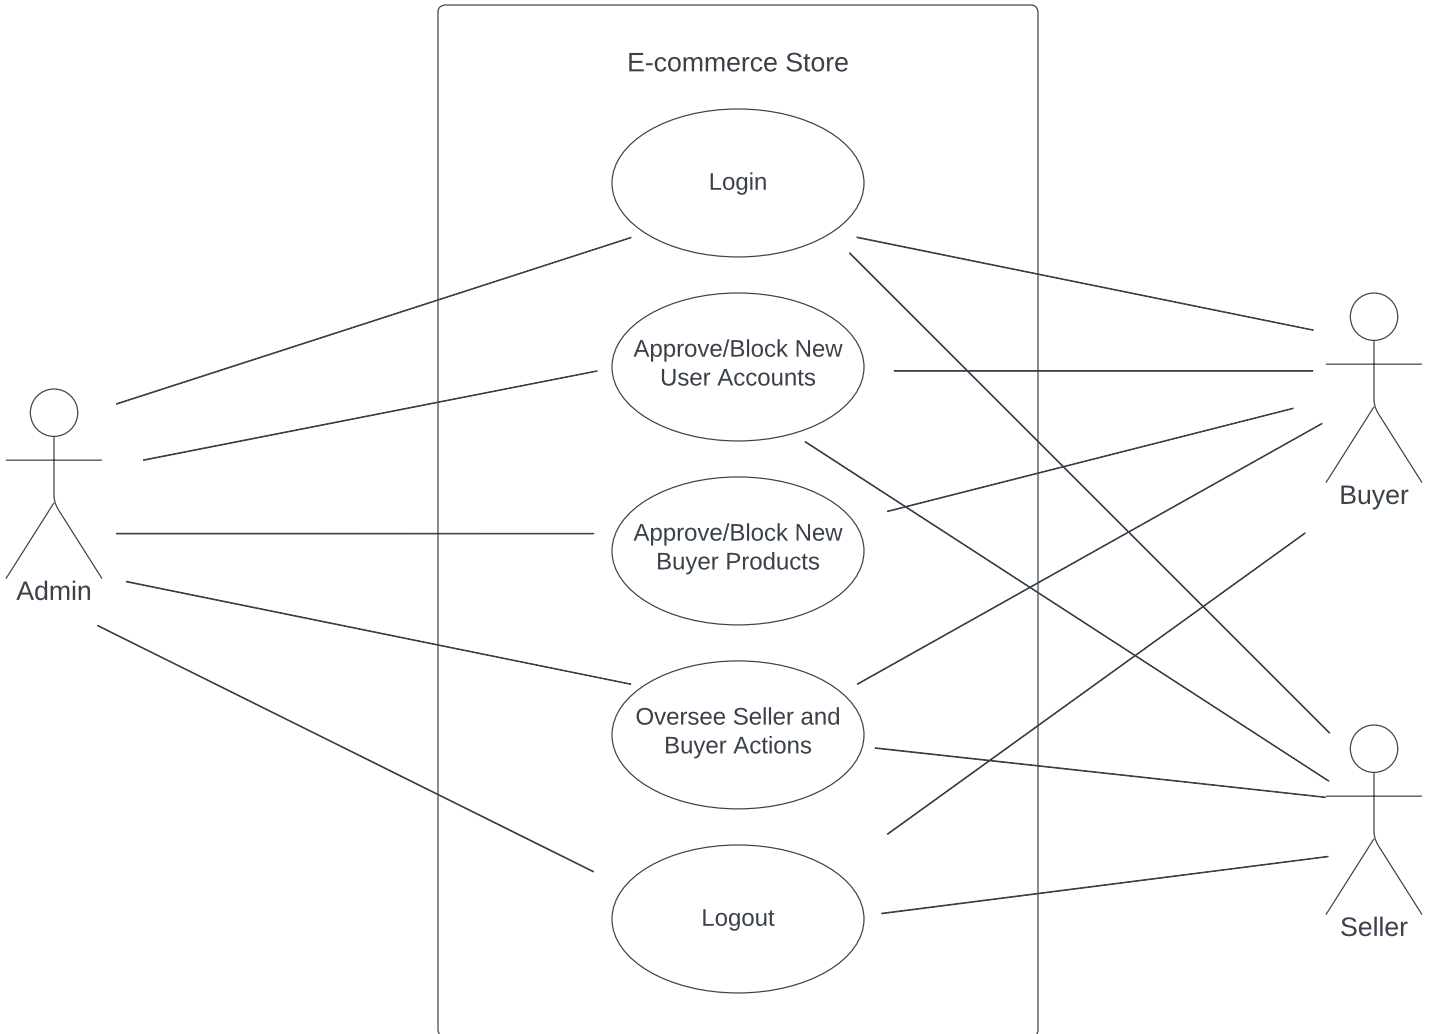 E-commerce Store
Login
Approve/Block New
User Accounts
Approve/Block New
Buyer Products
Oversee Seller and
Buyer Actions
Logout
Admin
Buyer
Seller